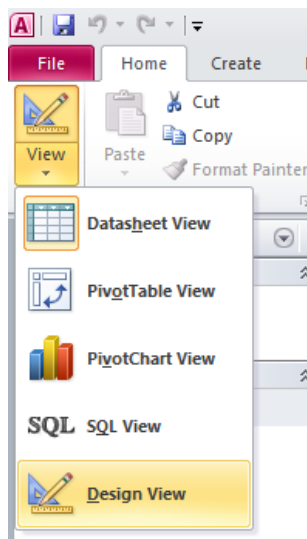 A
File Home Create
View
Paste
Cut
Copy
Format Painter
Datasheet View
PivotTable View
PivotChart View
SQL SQL View
Design View